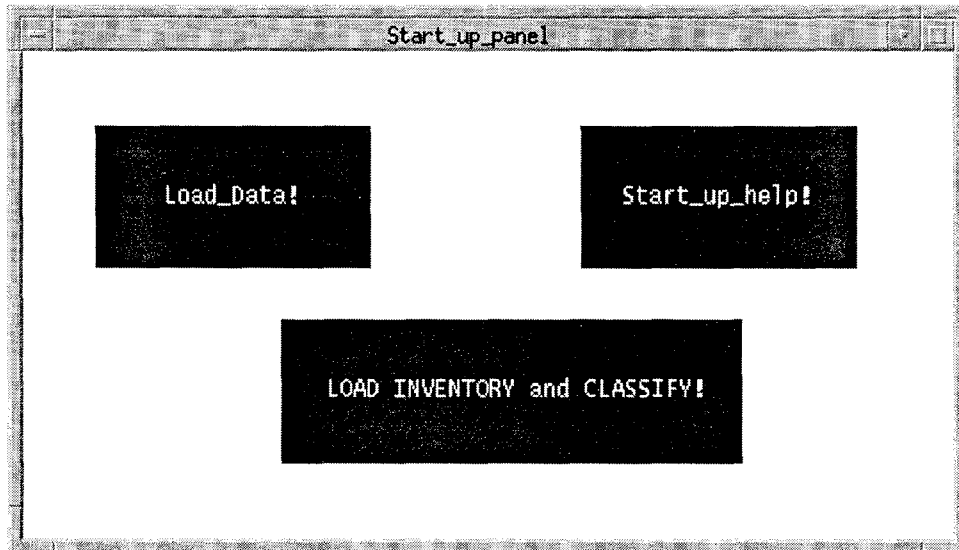 Start_up_panel
Load_Data!
Start_up_help!
LOAD INVENTORY and CLASSIFY!